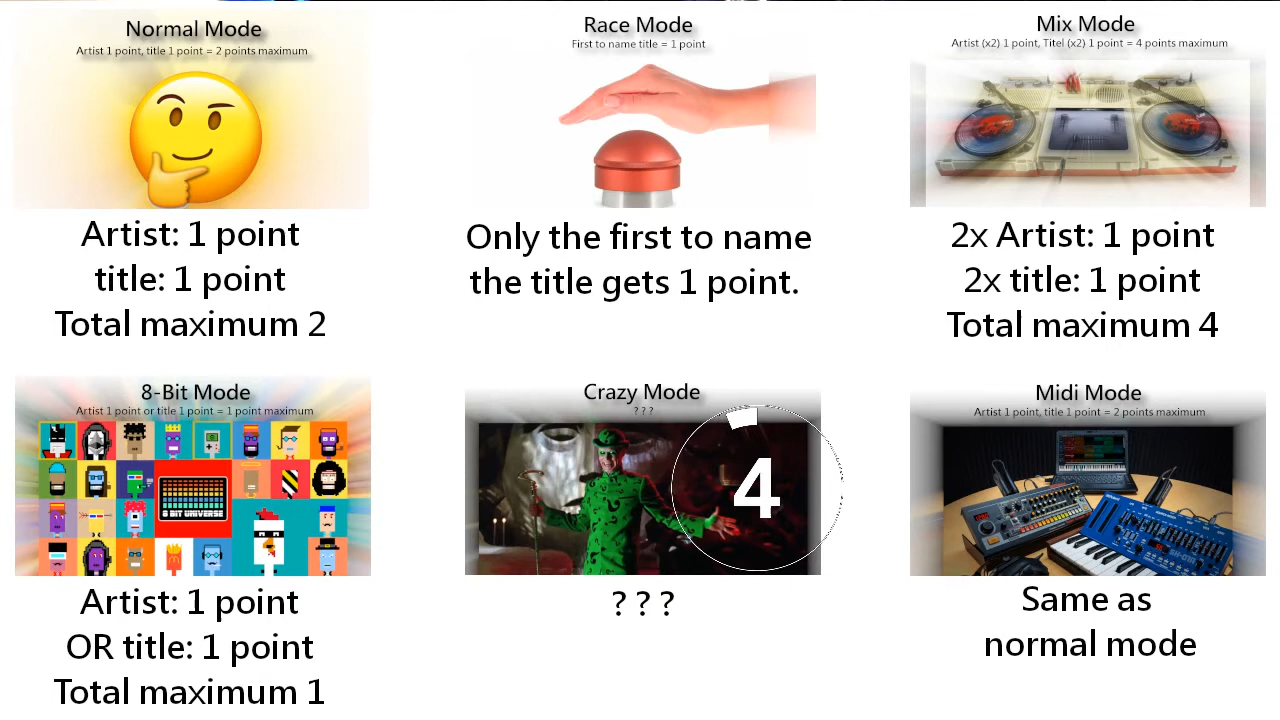 Normal Mode
Artist 1 point, title 1 point = 2 points maximum
Artist: 1 point
title: 1 point
Total maximum 2
Race Mode
First to name title = 1 point
Only the first to name
the title gets 1 point.
Mix Mode
Artist (x2) 1 point, Titel (x2) 1 point = 4 points maximum
2x Artist: 1 point
2x title: 1 point
Total maximum 4
8-Bit Mode
Artist 1 point or title 1 point = 1 point maximum
8 BIT UNIVERSE
Artist: 1 point
OR title: 1 point
Total maximum 1
Crazy Mode
? ? ?
4
? ? ?
Midi Mode
Artist 1 point, title 1 point = 2 points maximum
Same as
normal mode